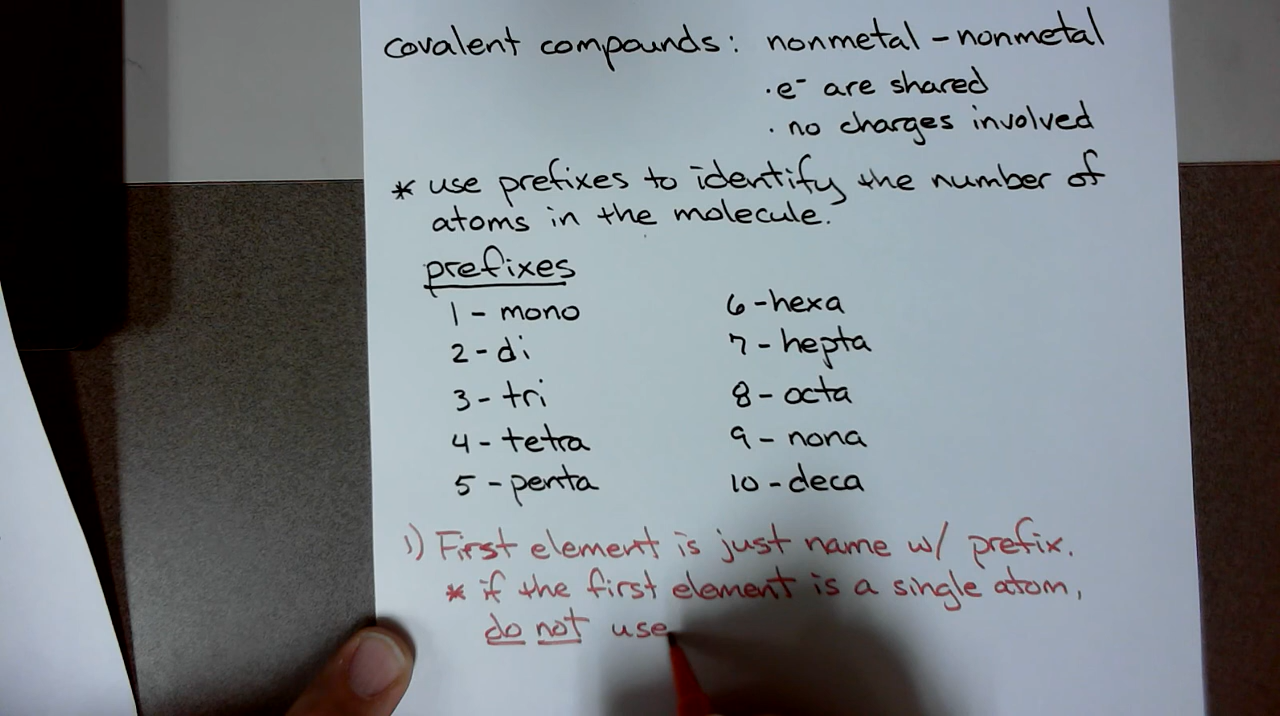 covalent compounds: nonmetal - nonmetal
· e⁻ are shared
· no charges involved
* use prefixes to identify the number of
atoms in the molecule.
prefixes
1 - mono
2 - di
3 - tri
4 - tetra
5 - penta
6 - hexa
7 - hepta
8 - octa
9 - nona
10 - deca
1) First element is just name w/ prefix.
* if the first element is a single atom,
do not use